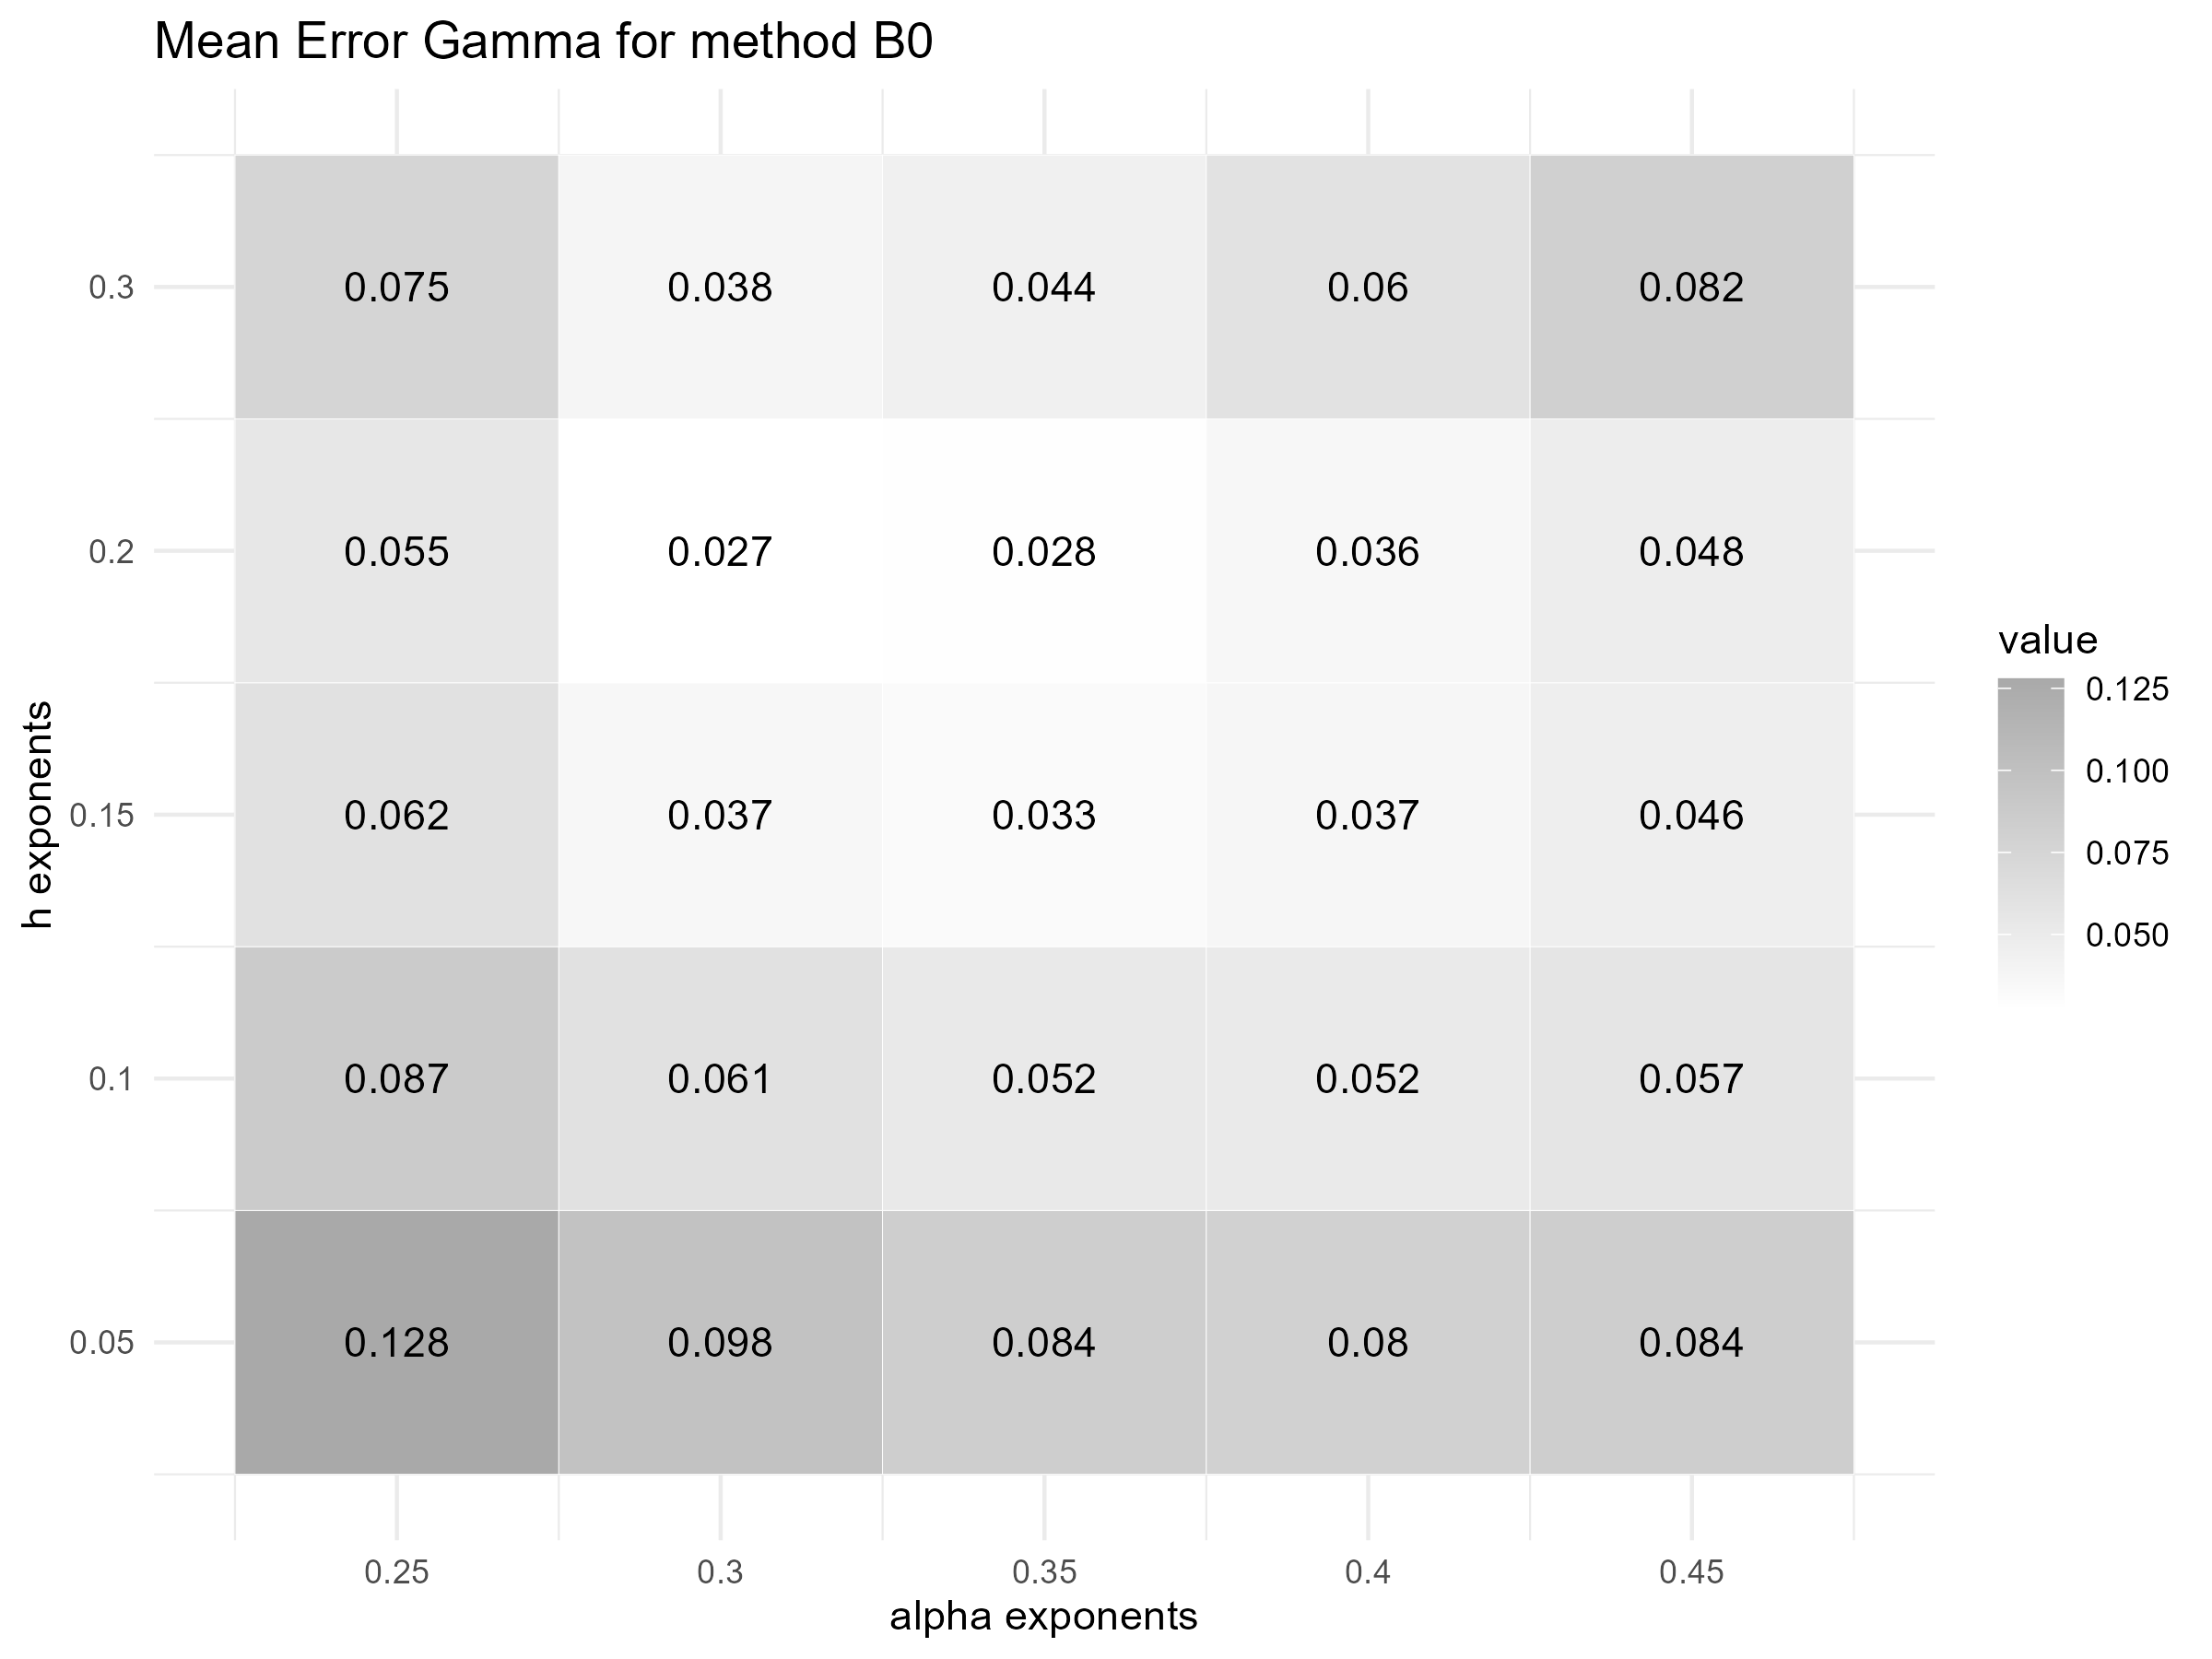 Mean Error Gamma for method B0
h exponents
0.3 0.075 0.038 0.044 0.06 0.082
0.2 0.055 0.027 0.028 0.036 0.048
0.15 0.062 0.037 0.033 0.037 0.046
0.1 0.087 0.061 0.052 0.052 0.057
0.05 0.128 0.098 0.084 0.08 0.084
0.25 0.3 0.35 0.4 0.45
alpha exponents
value
0.125
0.100
0.075
0.050